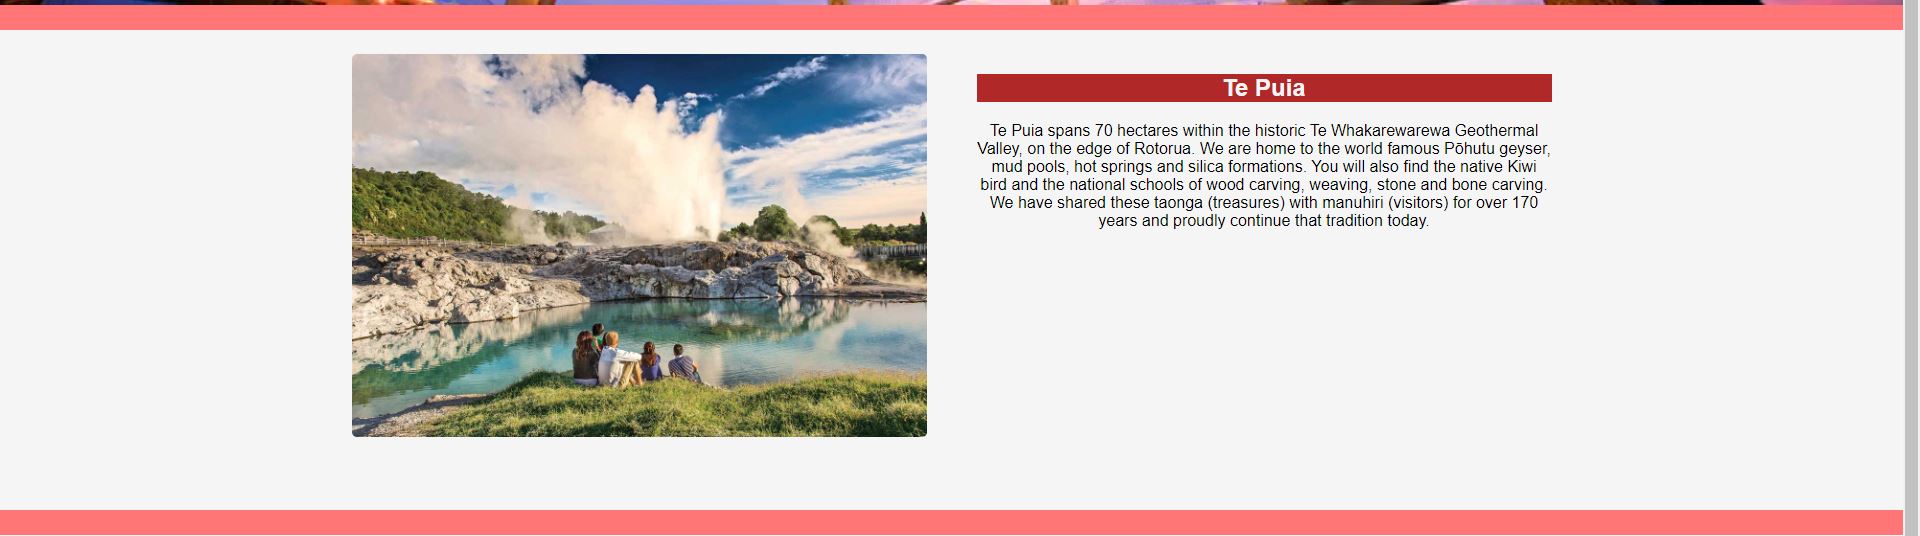 Te Puia
Te Puia spans 70 hectares within the historic Te Whakarewarewa Geothermal
Valley, on the edge of Rotorua. We are home to the world famous Pōhutu geyser,
mud pools, hot springs and silica formations. You will also find the native Kiwi
bird and the national schools of wood carving, weaving, stone and bone carving.
We have shared these taonga (treasures) with manuhiri (visitors) for over 170
years and proudly continue that tradition today.